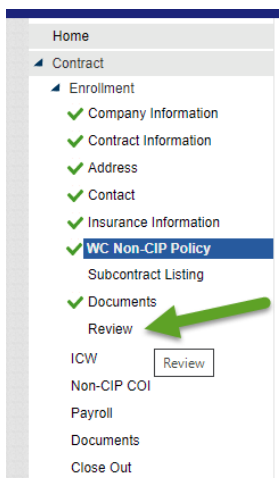 Home
Contract
Enrollment
Company Information
Contract Information
Address
Contact
Insurance Information
WC Non-CIP Policy
Subcontract Listing
Documents
Review
ICW
Review
Non-CIP COI
Payroll
Documents
Close Out